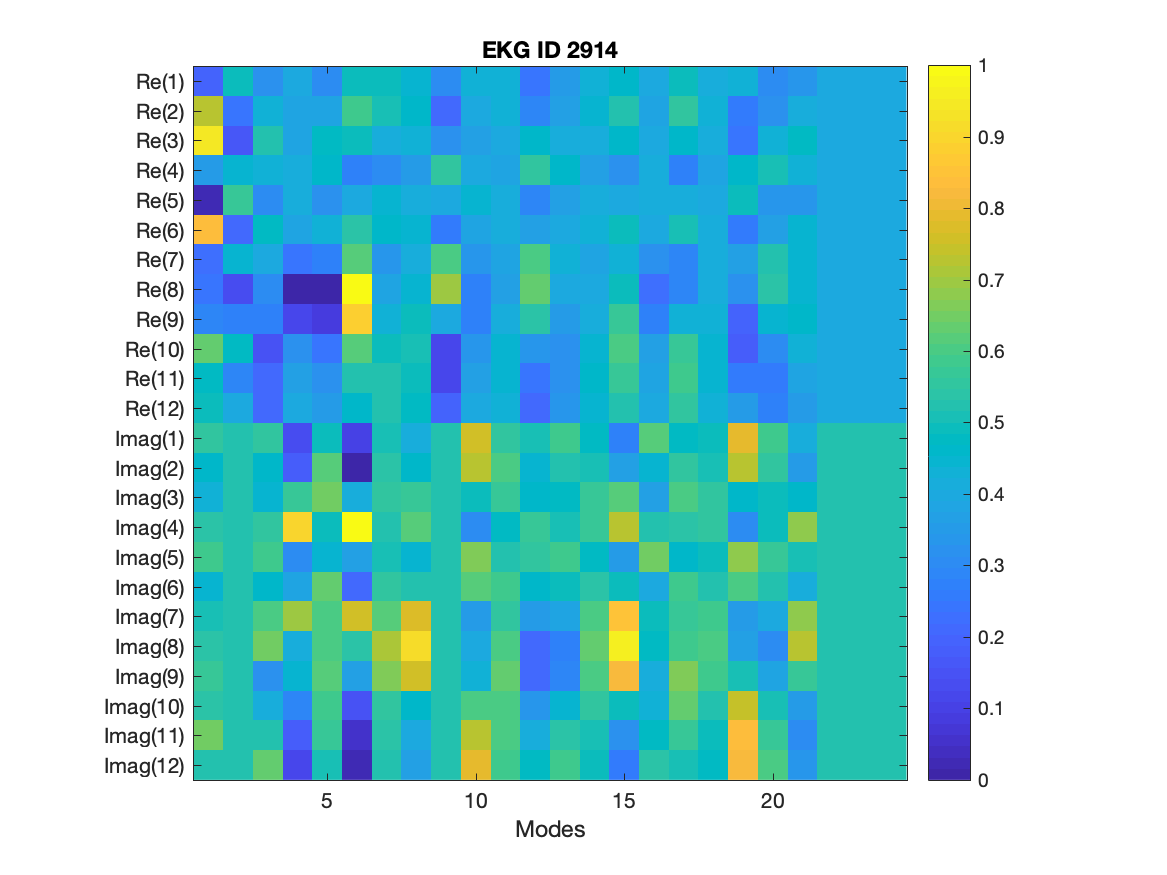 EKG ID 2914
Re(1)
Re(2)
Re(3)
Re(4)
Re(5)
Re(6)
Re(7)
Re(8)
Re(9)
Re(10)
Re(11)
Re(12)
Imag(1)
Imag(2)
Imag(3)
Imag(4)
Imag(5)
Imag(6)
Imag(7)
Imag(8)
Imag(9)
Imag(10)
Imag(11)
Imag(12)
5 10 15 20
Modes
1
0.9
0.8
0.7
0.6
0.5
0.4
0.3
0.2
0.1
0